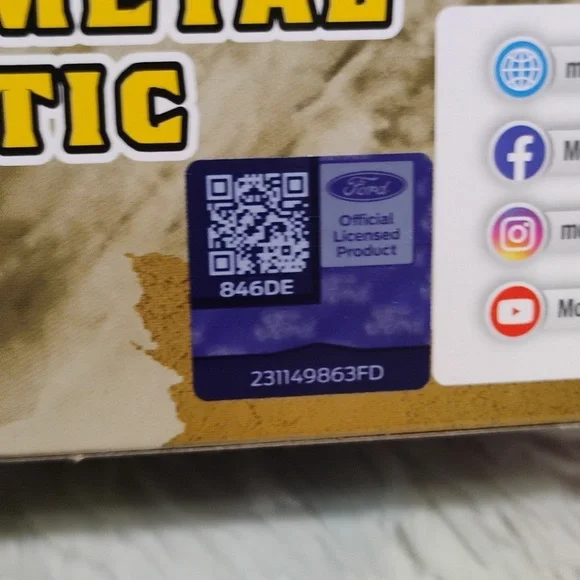 METAL
TIC
Ford
Official
Licensed
Product
846DE
231149863FD